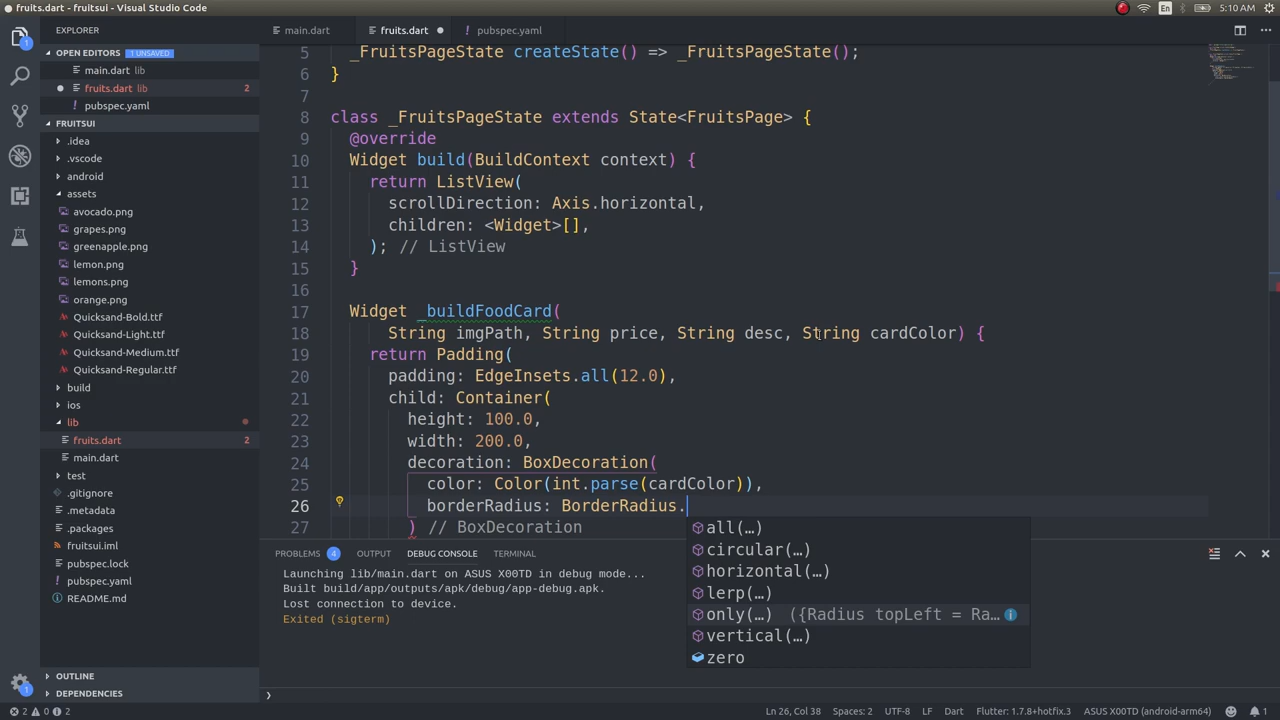 fruits.dart - fruitsui - Visual Studio Code
En
5:10 AM
EXPLORER
main.dart
fruits.dart
pubspec.yaml
OPEN EDITORS 1 UNSAVED
main.dart lib
fruits.dart lib 2
! pubspec.yaml
FRUITSUI
.idea
.vscode
android
assets
avocado.png
grapes.png
greenapple.png
lemon.png
lemons.png
orange.png
Quicksand-Bold.ttf
Quicksand-Light.ttf
Quicksand-Medium.ttf
Quicksand-Regular.ttf
build
ios
lib
fruits.dart 2
main.dart
test
.gitignore
.metadata
.packages
fruitsui.iml
pubspec.lock
! pubspec.yaml
README.md
OUTLINE
DEPENDENCIES
5 _FruitsPageState createState() => _FruitsPageState();
6 }
7
8 class _FruitsPageState extends State<FruitsPage> {
9 @override
10 Widget build(BuildContext context) {
11 return ListView(
12 scrollDirection: Axis.horizontal,
13 children: <Widget>[],
14 ); // ListView
15 }
16
17 Widget _buildFoodCard(
18 String imgPath, String price, String desc, String cardColor) {
19 return Padding(
20 padding: EdgeInsets.all(12.0),
21 child: Container(
22 height: 100.0,
23 width: 200.0,
24 decoration: BoxDecoration(
25 color: Color(int.parse(cardColor)),
26 borderRadius: BorderRadius.
27 ) // BoxDecoration
all(…)
circular(…)
horizontal(…)
lerp(…)
only(…) ({Radius topLeft = Ra…
vertical(…)
zero
PROBLEMS 4 OUTPUT DEBUG CONSOLE TERMINAL
Launching lib/main.dart on ASUS X00TD in debug mode...
Built build/app/outputs/apk/debug/app-debug.apk.
Lost connection to device.
Exited (sigterm)
2 0 2 Ln 26, Col 38 Spaces: 2 UTF-8 LF Dart Flutter: 1.7.8+hotfix.3 ASUS X00TD (android-arm64) 1